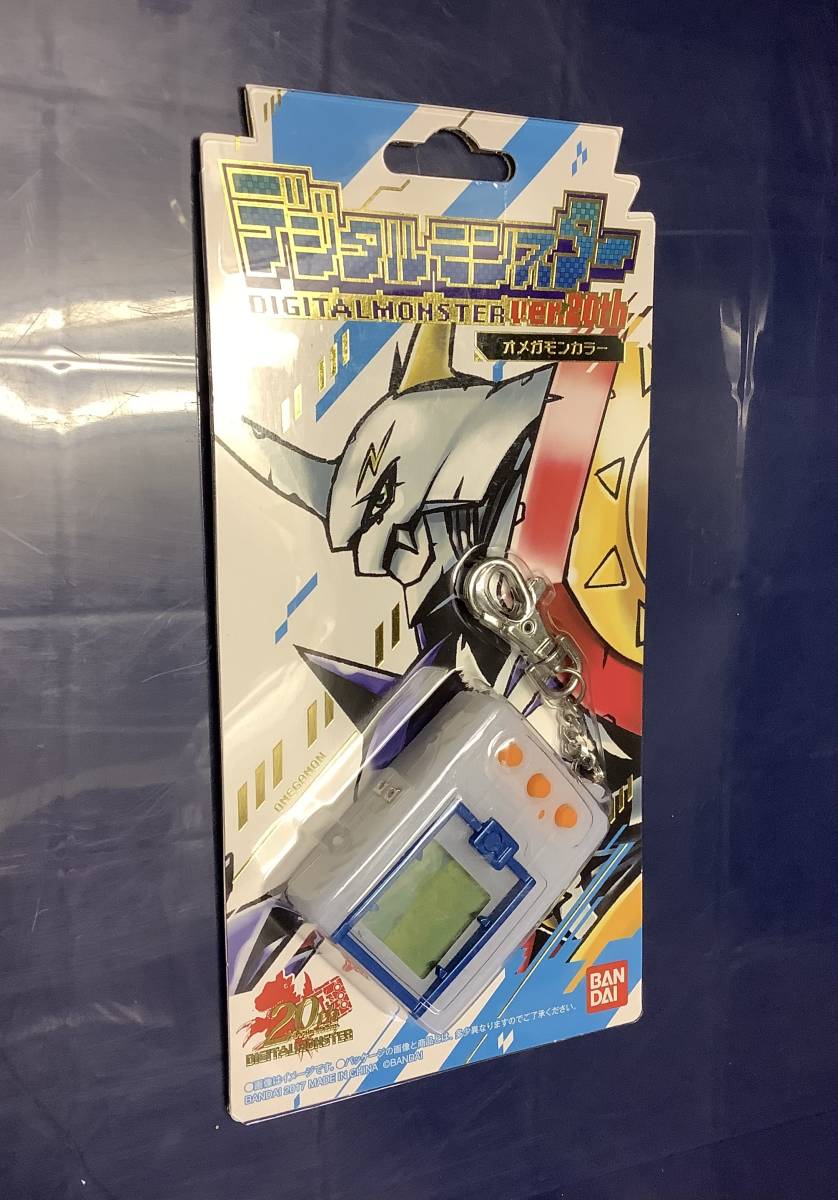 デジタルモンスター
DIGITALMONSTER ver.20th
オメガモンカラー
OMEGAMON
20th
DIGITALMONSTER
BAN
DAI
●画像はイメージです。●パッケージの画像と商品とは、多少異なりますのでご了承ください。
BANDAI 2017 MADE IN CHINA ©BANDAI